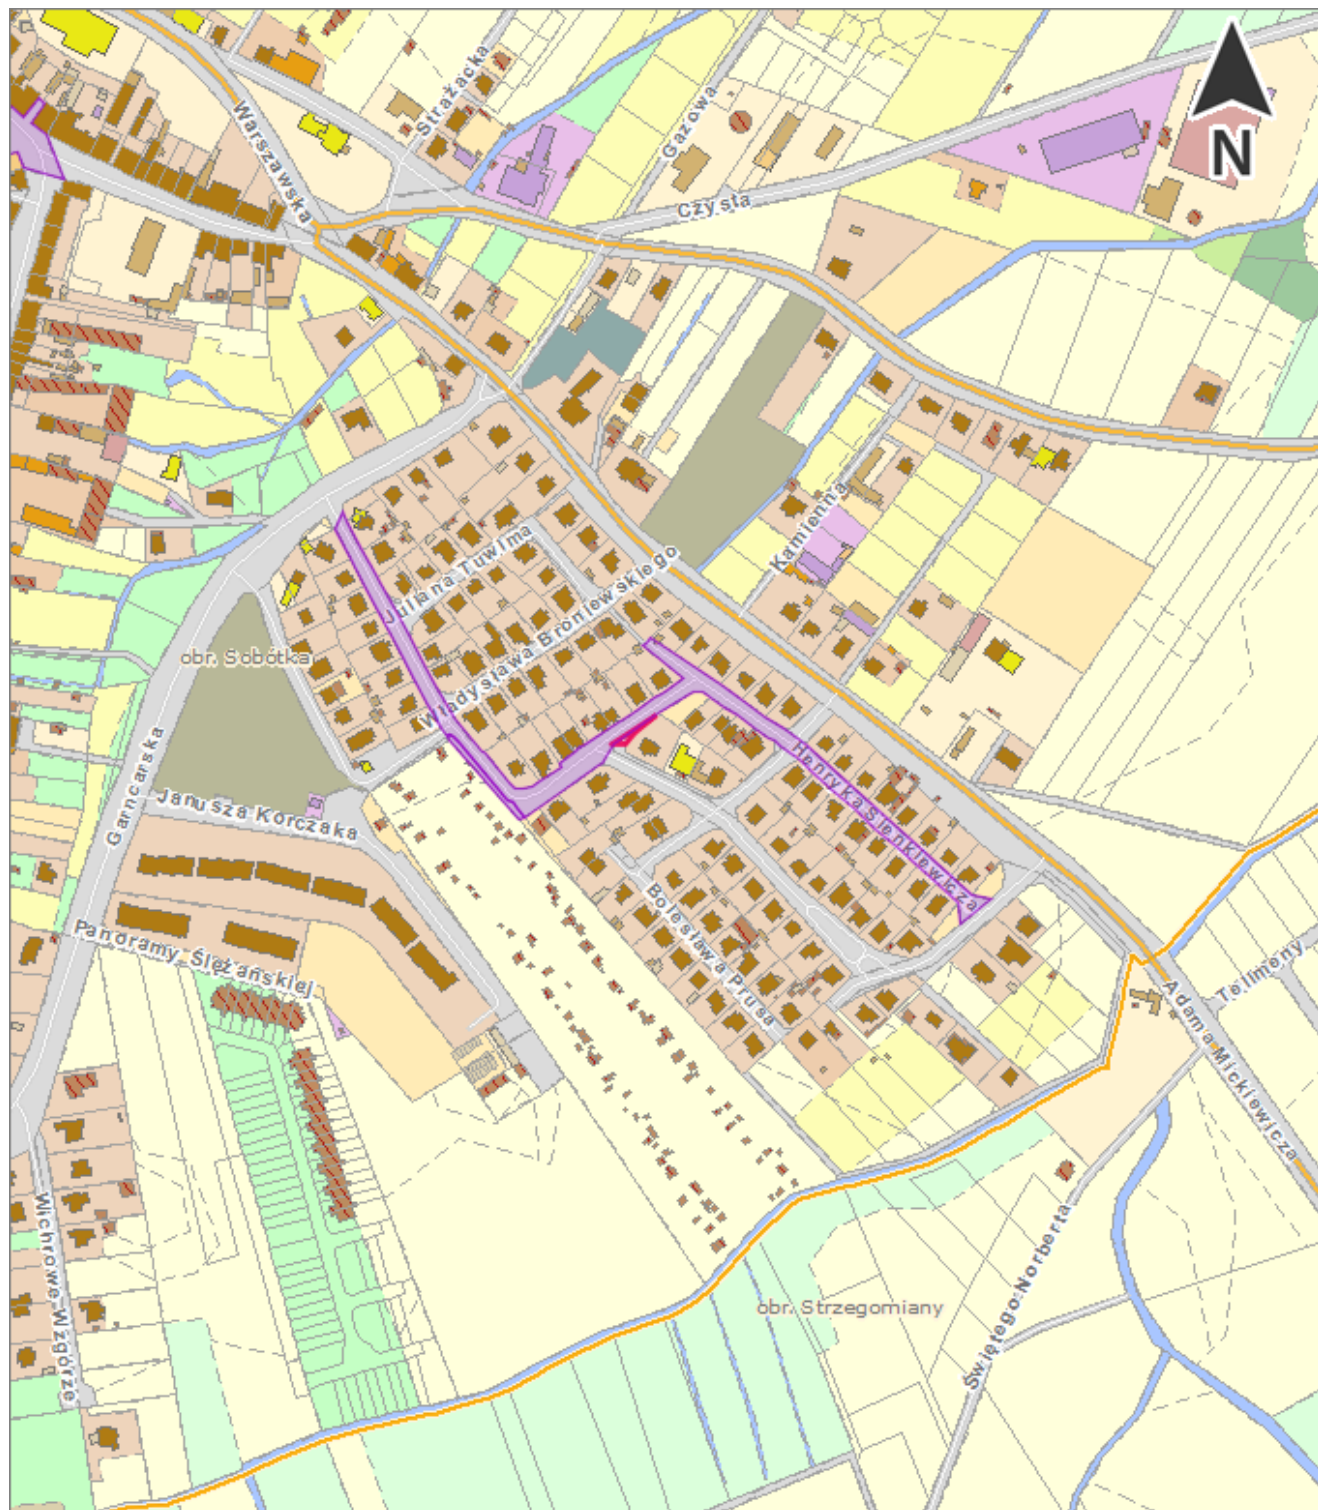 N
Strażacka
Warszawska
Gazowa
Czysta
Kamienna
Juliana Tuwima
Władysława Broniewskiego
obr. Sobótka
Garncarska
Janusza Korczaka
Henryka Sienkiewicza
Bolesława Prusa
Panoramy Ślężańskiej
Telimeny
Adama Mickiewicza
Wichrowe Wzgórze
Świętego Norberta
obr. Strzegomiany